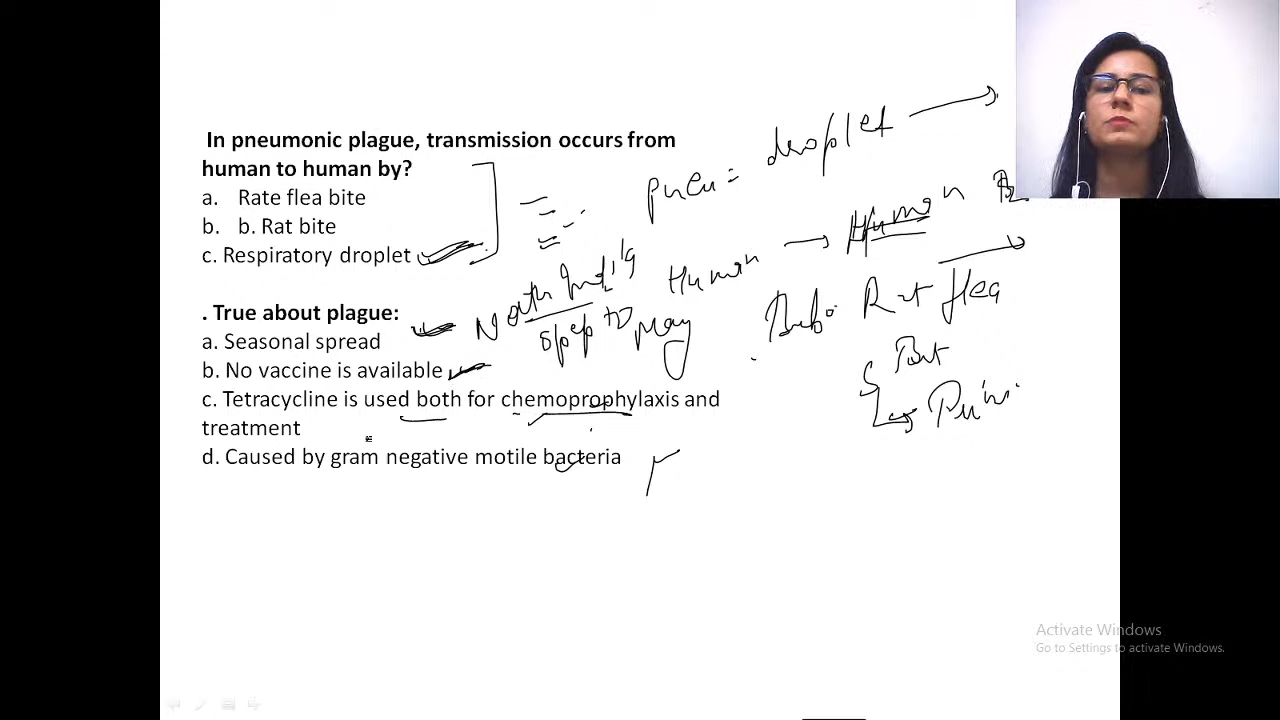 In pneumonic plague, transmission occurs from
human to human by?
a. Rate flea bite
b. b. Rat bite
c. Respiratory droplet
. True about plague:
a. Seasonal spread
b. No vaccine is available
c. Tetracycline is used both for chemoprophylaxis and
treatment
d. Caused by gram negative motile bacteria
pneu = droplet
Human → Human
North India
to may
Bubo Rat flea
Activate Windows
Go to Settings to activate Windows.